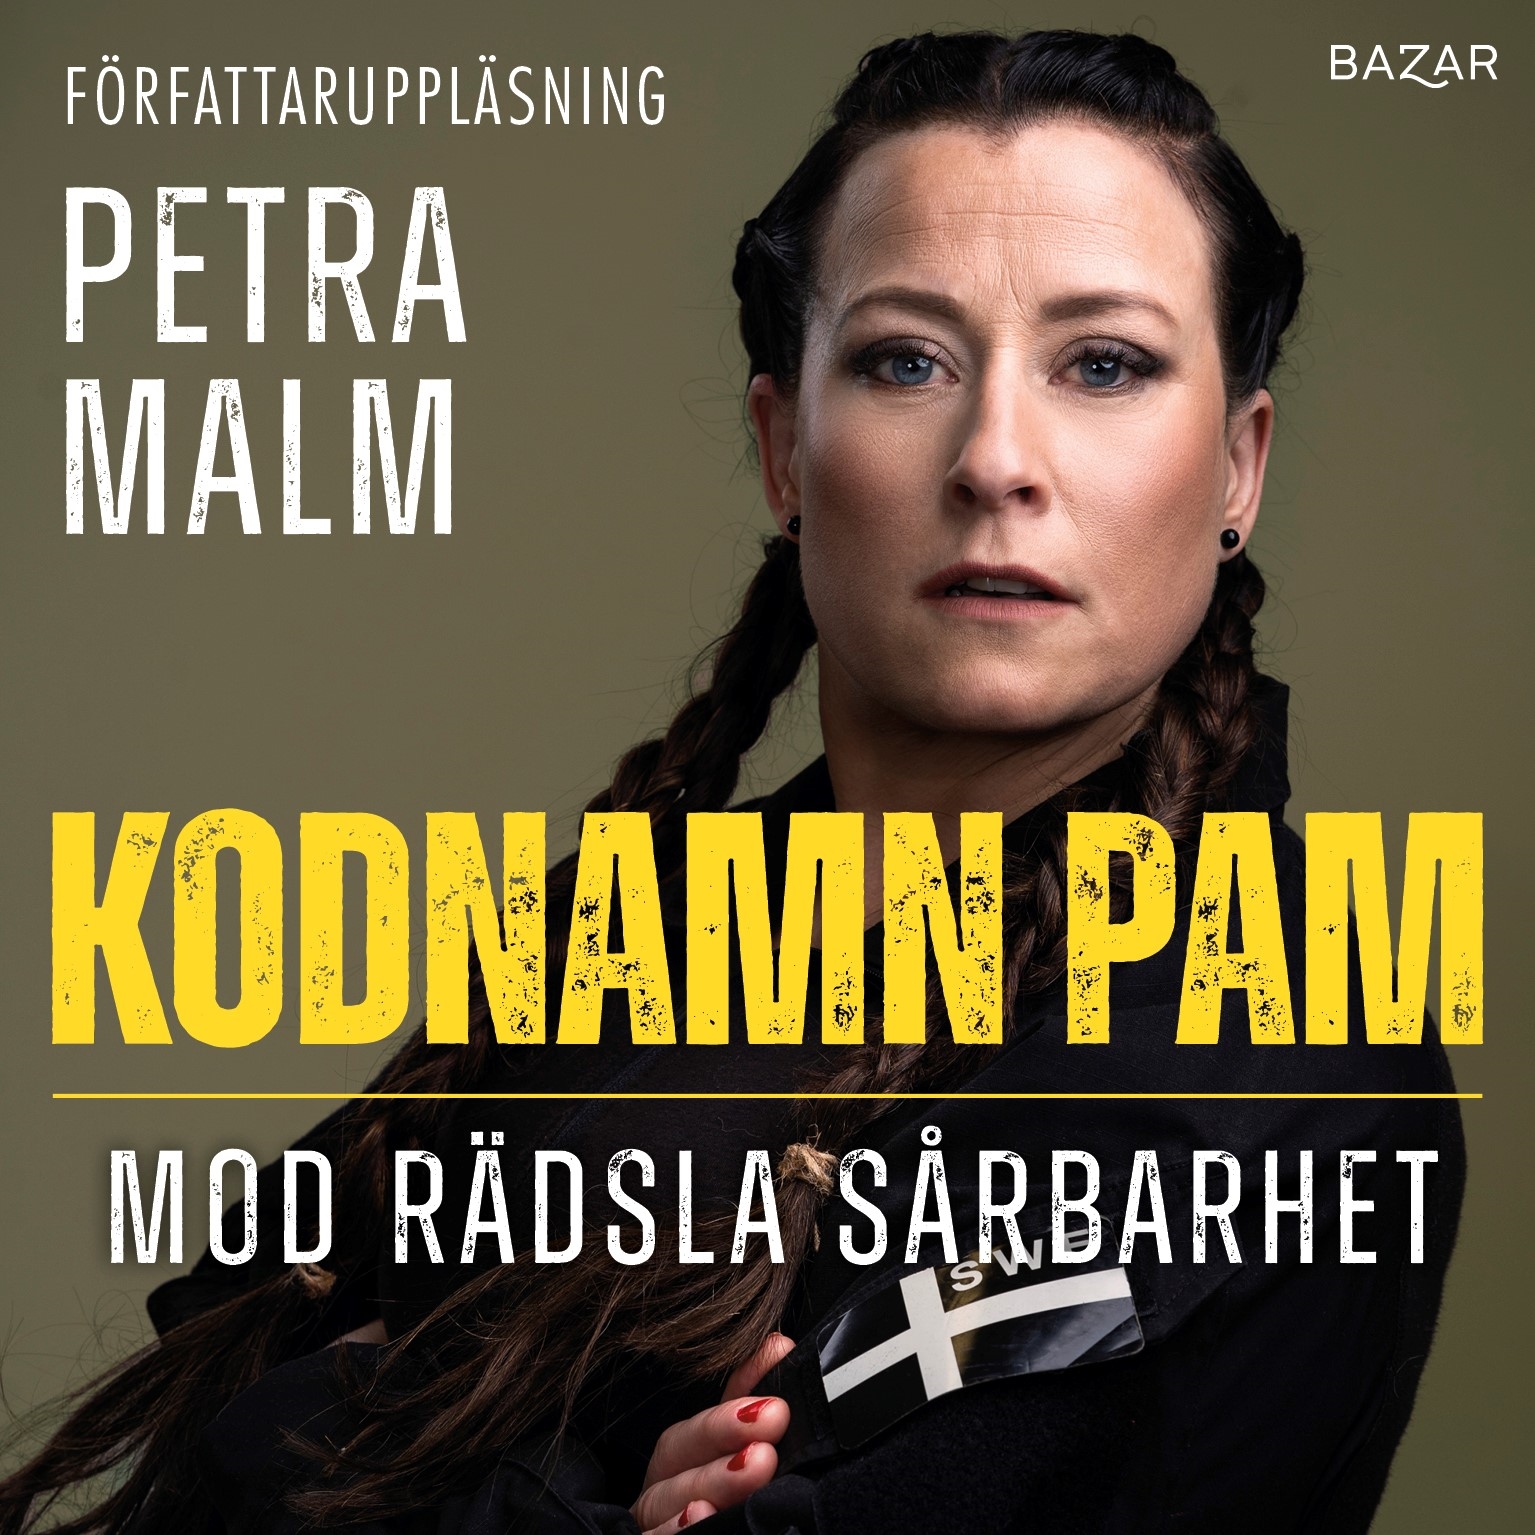 FÖRFATTARUPPLÄSNING
BAZAR
PETRA
MALM
KODNAMN PAM
MOD RÄDSLA SÅRBARHET
SWE